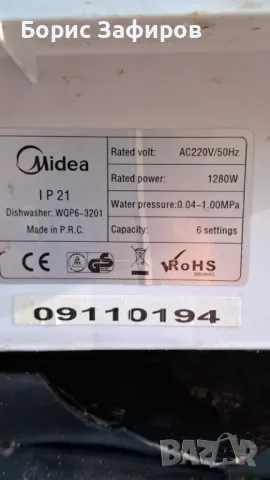 Борис Зафиров
Midea
IP 21
Dishwasher: WQP6-3201
Made in P.R.C.
Rated volt: AC220V/50Hz
Rated power: 1280W
Water pressure: 0.04-1.00MPa
Capacity: 6 settings
CE
RoHS
09110194
BAZAR